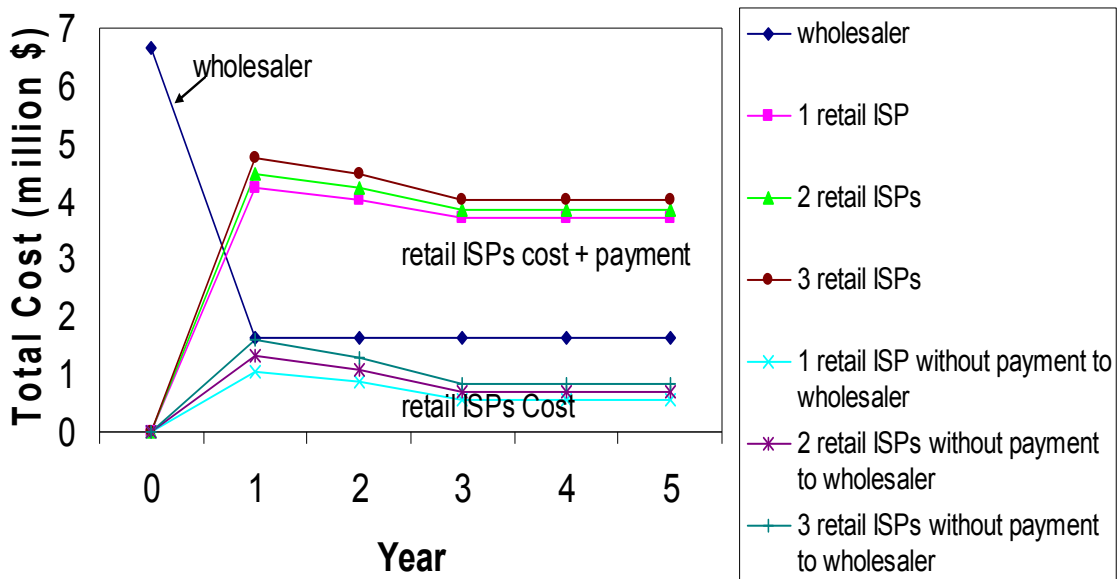 Total Cost (million $)
7
6
5
4
3
2
1
0
wholesaler
retail ISPs cost + payment
retail ISPs Cost
0 1 2 3 4 5
Year
wholesaler
1 retail ISP
2 retail ISPs
3 retail ISPs
1 retail ISP without payment to
wholesaler
2 retail ISPs without payment
to wholesaler
3 retail ISPs without payment
to wholesaler